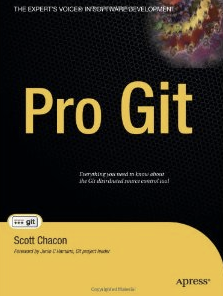 THE EXPERT'S VOICE® IN SOFTWARE DEVELOPMENT
Pro Git
Everything you need to know about
the Git distributed source control tool
git
Scott Chacon
Foreword by Junio C Hamano, Git project leader
Apress®